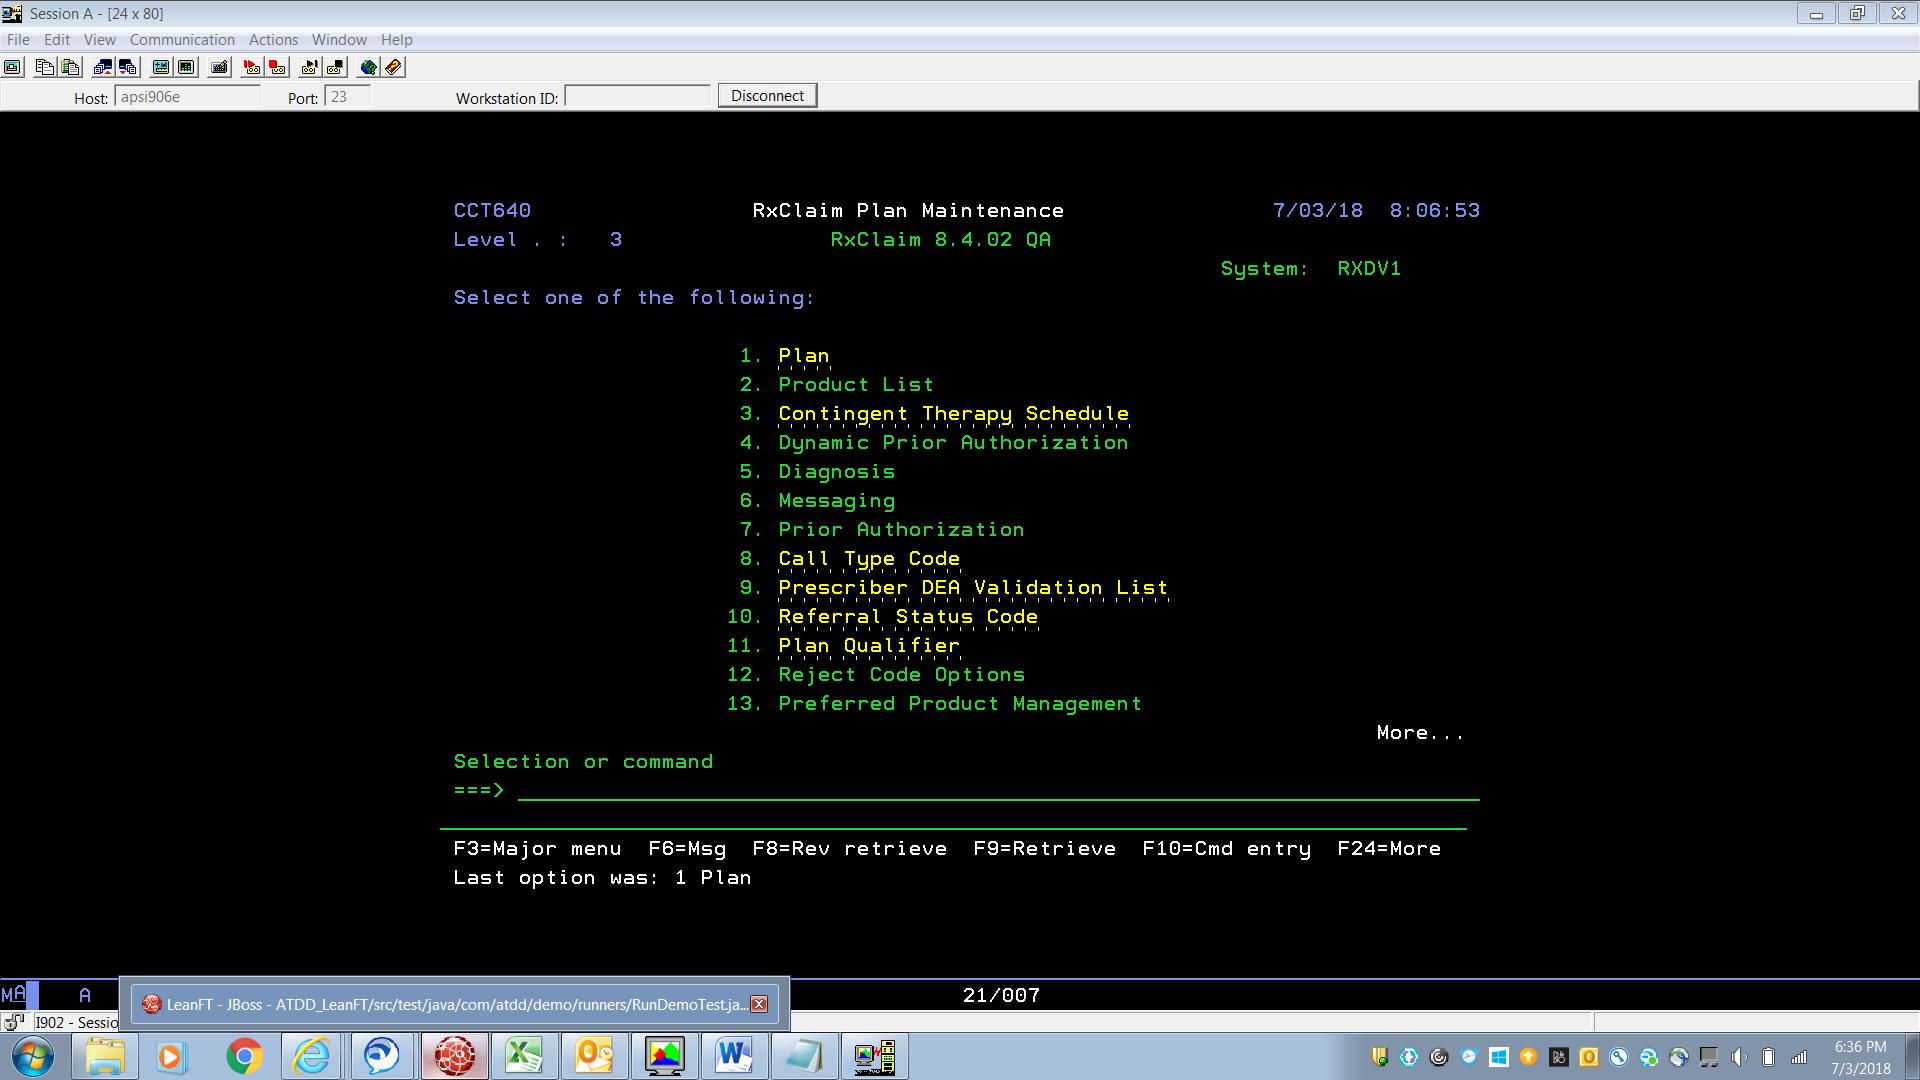 Session A - [24 x 80]
File Edit View Communication Actions Window Help
Host: apsi906e Port: 23 Workstation ID: Disconnect
CCT640 RxClaim Plan Maintenance 7/03/18 8:06:53
Level . : 3 RxClaim 8.4.02 QA
System: RXDV1
Select one of the following:
1. Plan
2. Product List
3. Contingent Therapy Schedule
4. Dynamic Prior Authorization
5. Diagnosis
6. Messaging
7. Prior Authorization
8. Call Type Code
9. Prescriber DEA Validation List
10. Referral Status Code
11. Plan Qualifier
12. Reject Code Options
13. Preferred Product Management
More...
Selection or command
===>
F3=Major menu F6=Msg F8=Rev retrieve F9=Retrieve F10=Cmd entry F24=More
Last option was: 1 Plan
MA A 21/007
LeanFT - JBoss - ATDD_LeanFT/src/test/java/com/atdd/demo/runners/RunDemoTest.ja...
I902 - Sessio
6:36 PM
7/3/2018